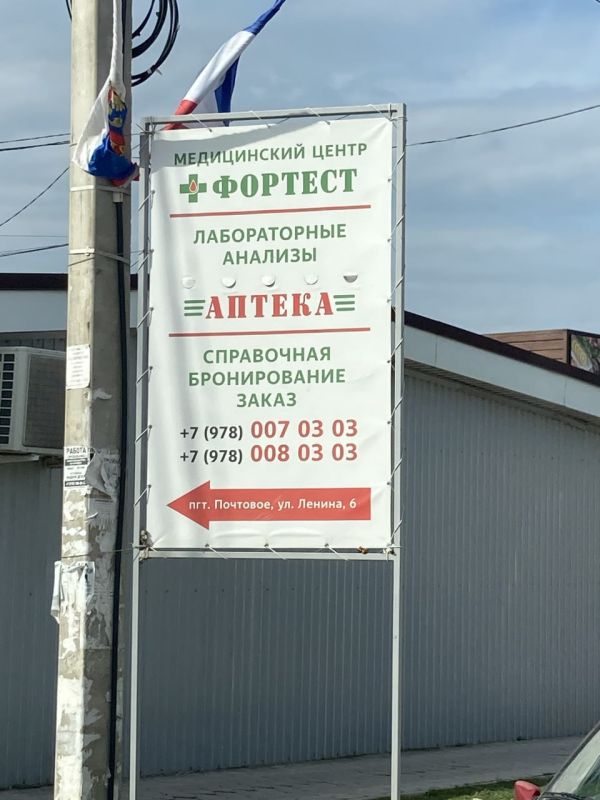 МЕДИЦИНСКИЙ ЦЕНТР
ФОРТЕСТ
ЛАБОРАТОРНЫЕ
АНАЛИЗЫ
АПТЕКА
СПРАВОЧНАЯ
БРОНИРОВАНИЕ
ЗАКАЗ
+7 (978) 007 03 03
+7 (978) 008 03 03
пгт. Почтовое, ул. Ленина, 6
РАБОТА